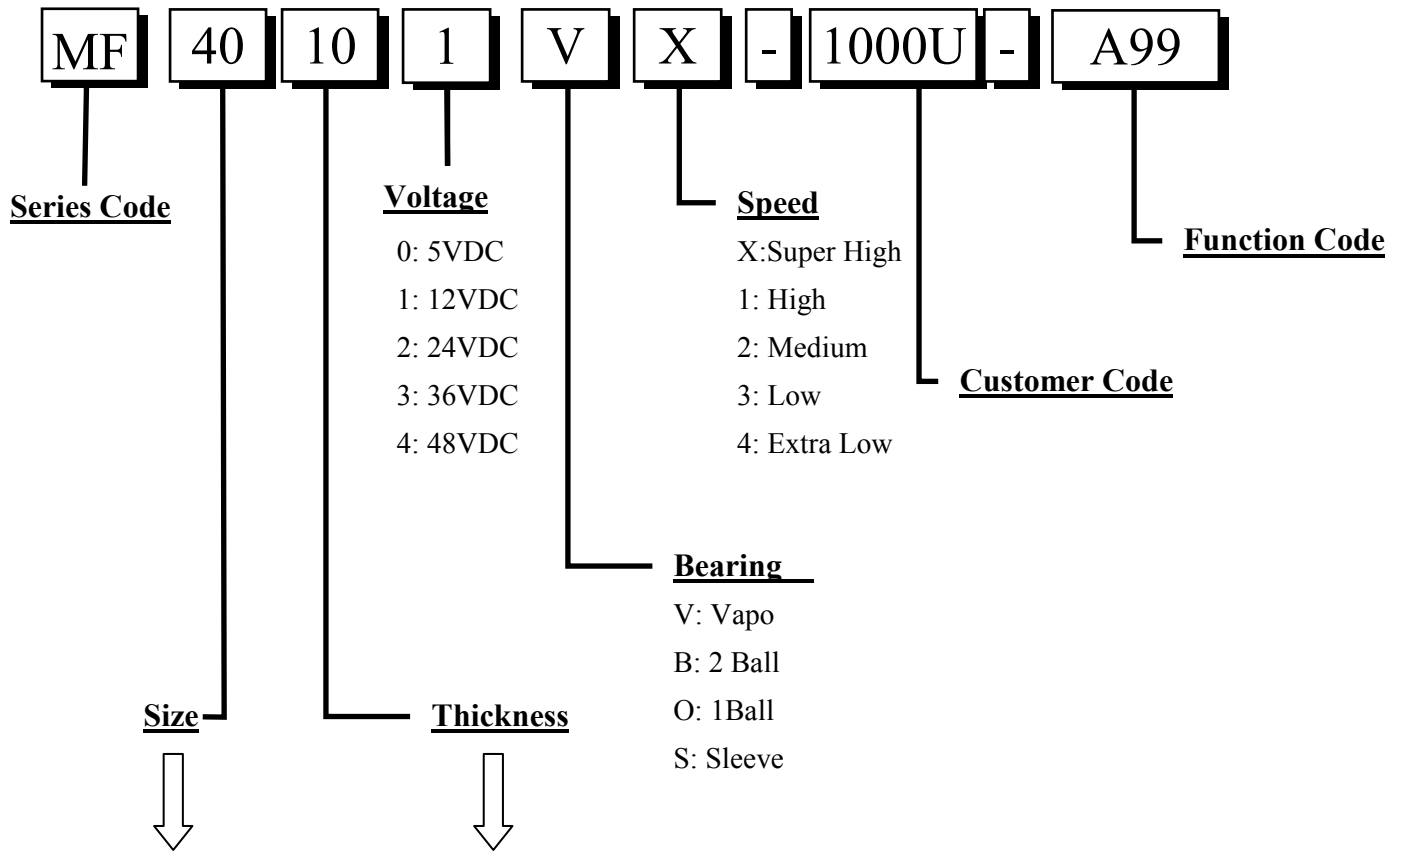 MF 40 10 1 V X - 1000U - A99
Series Code
Voltage
0: 5VDC
1: 12VDC
2: 24VDC
3: 36VDC
4: 48VDC
Speed
X:Super High
1: High
2: Medium
3: Low
4: Extra Low
Function Code
Customer Code
Bearing
V: Vapo
B: 2 Ball
O: 1Ball
S: Sleeve
Size
Thickness